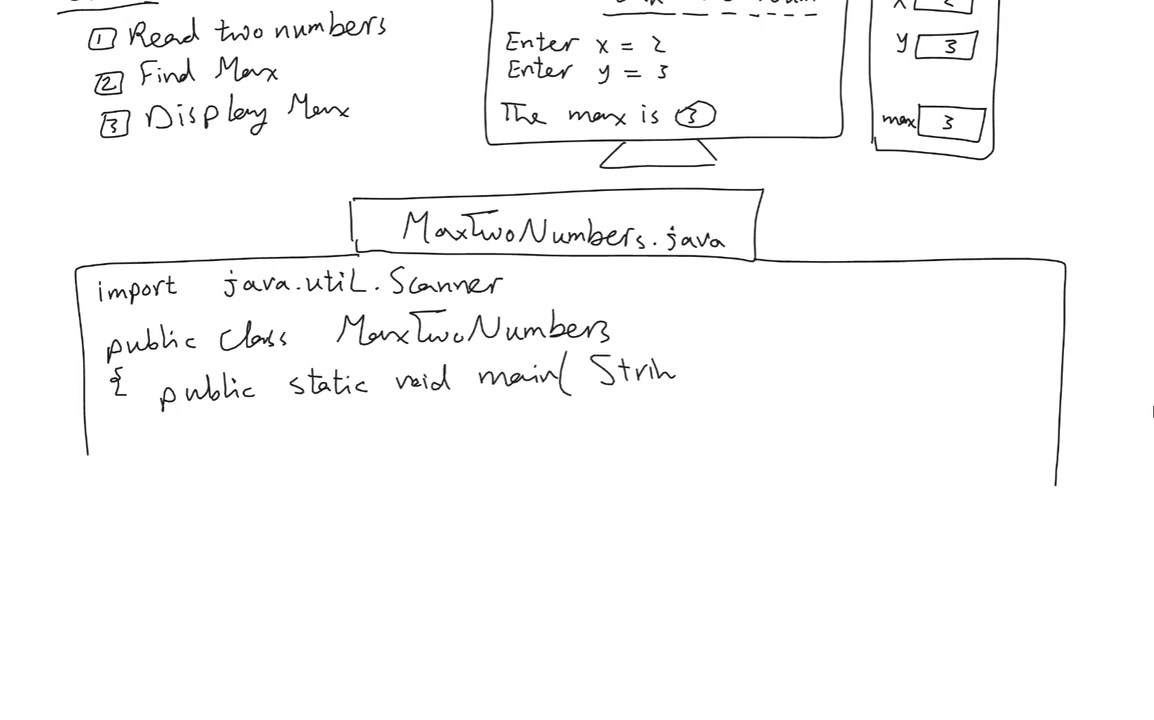 1 Read two numbers
2 Find Max
3 Display Max
Enter x = 2
Enter y = 3
The max is 3
x 2
y 3
max 3
MaxTwoNumbers.java
import java.util.Scanner
public class MaxTwoNumbers
{ public static void main( Strin